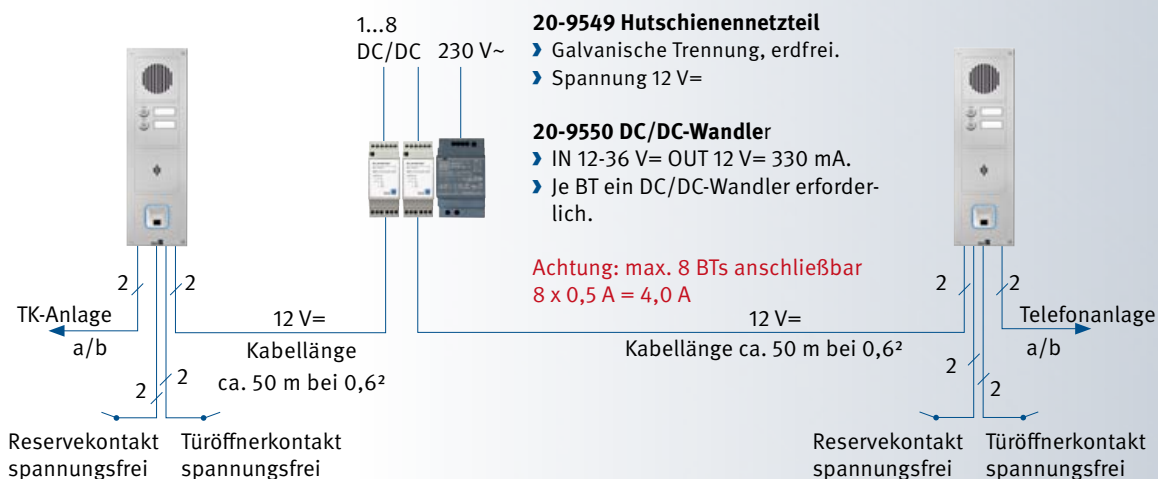 1...8
DC/DC 230 V~
20-9549 Hutschienennetzteil
❱ Galvanische Trennung, erdfrei.
❱ Spannung 12 V=
20-9550 DC/DC-Wandler
❱ IN 12-36 V= OUT 12 V= 330 mA.
❱ Je BT ein DC/DC-Wandler erforder-
lich.
Achtung: max. 8 BTs anschließbar
8 x 0,5 A = 4,0 A
2
2
TK-Anlage
a/b
12 V=
Kabellänge
ca. 50 m bei 0,6²
2
2
Reservekontakt
spannungsfrei
Türöffnerkontakt
spannungsfrei
12 V=
Kabellänge ca. 50 m bei 0,6²
2
2
Telefonanlage
a/b
2
2
Reservekontakt
spannungsfrei
Türöffnerkontakt
spannungsfrei